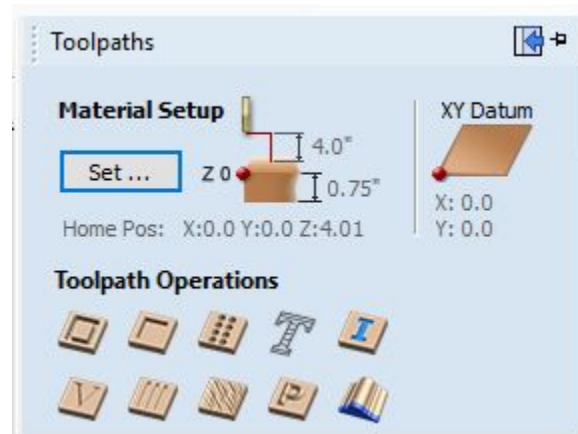 Toolpaths
Material Setup
XY Datum
4.0"
Set ...
Z 0
0.75"
X: 0.0
Home Pos: X:0.0 Y:0.0 Z:4.01
Y: 0.0
Toolpath Operations